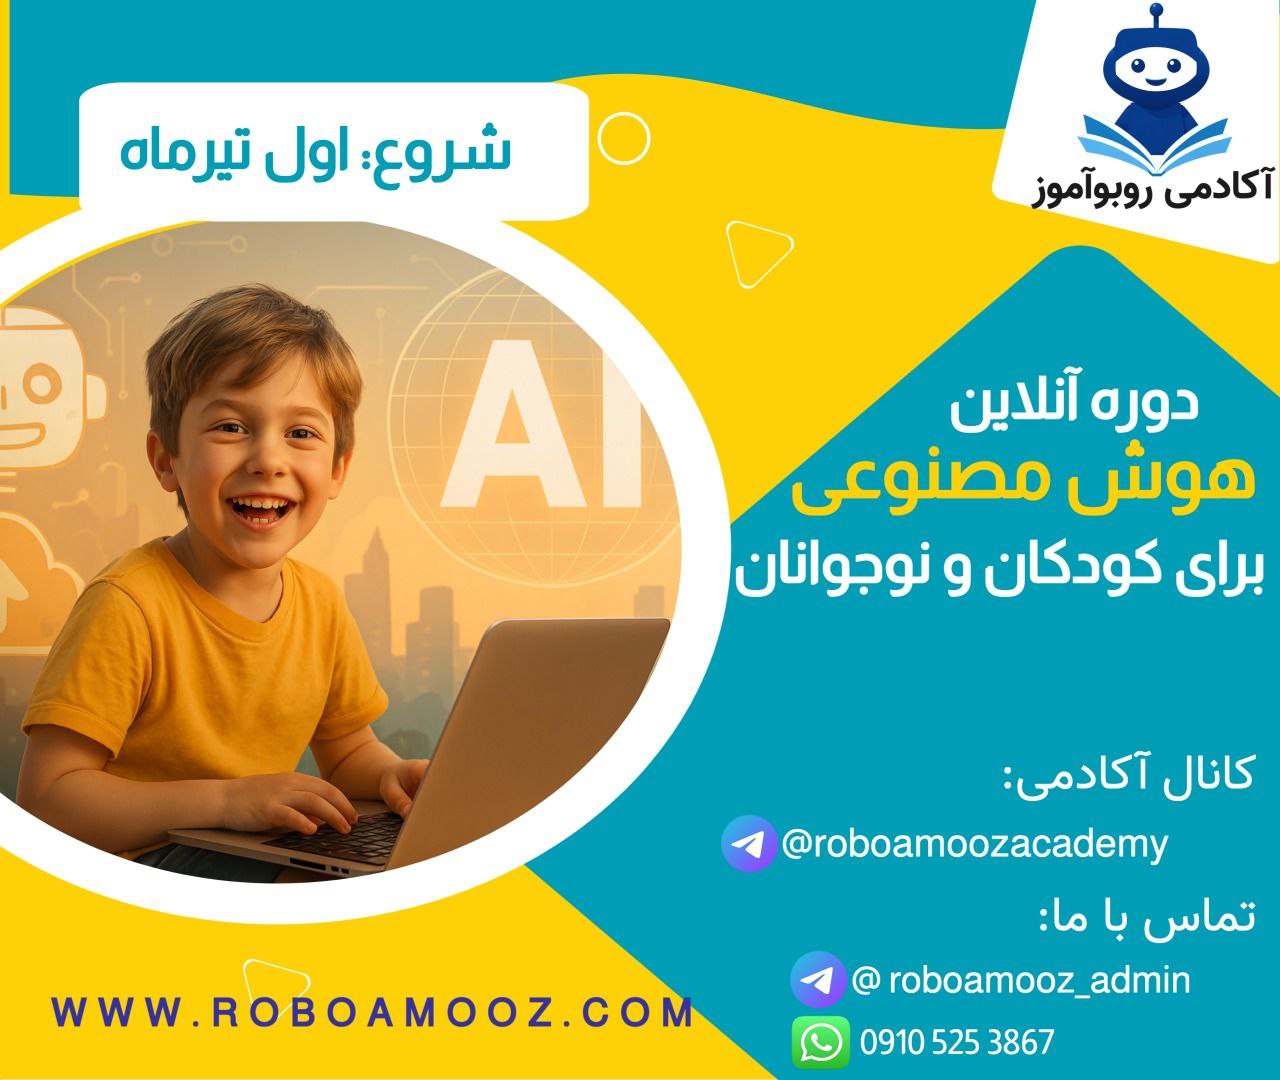 آکادمی روبوآموز
شروع: اول تیرماه
AI
دوره آنلاین
هوش مصنوعی
برای کودکان و نوجوانان
کانال آکادمی:
@roboamoozacademy
تماس با ما:
@ roboamooz_admin
0910 525 3867
WWW.ROBOAMOOZ.COM